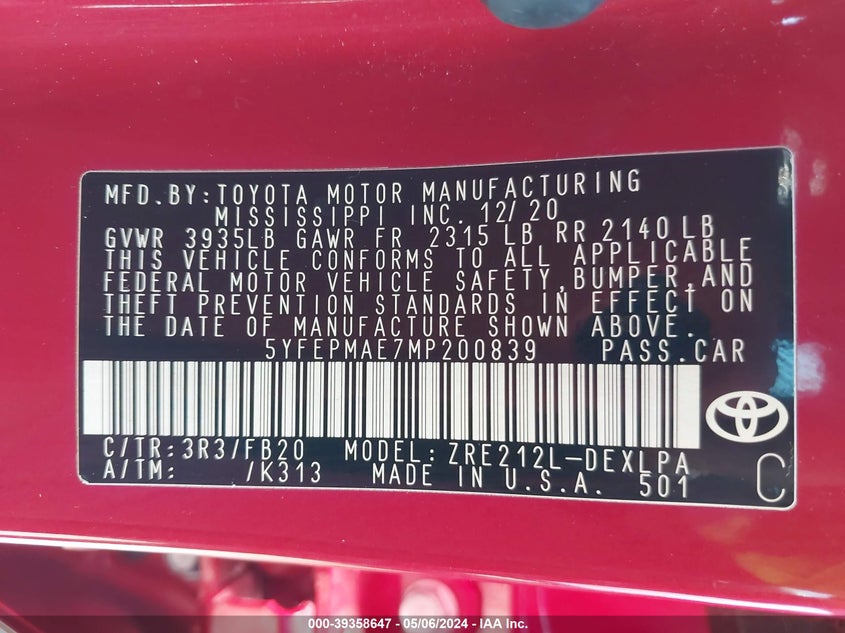 MFD.BY:TOYOTA MOTOR MANUFACTURING
MISSISSIPPI INC. 12/20
GVWR 3935LB GAWR FR 2315 LB RR 2140 LB
THIS VEHICLE CONFORMS TO ALL APPLICABLE
FEDERAL MOTOR VEHICLE SAFETY,BUMPER,AND
THEFT PREVENTION STANDARDS IN EFFECT ON
THE DATE OF MANUFACTURE SHOWN ABOVE.
5YFEPMAE7MP200839 PASS.CAR
C/TR:3R3/FB20 MODEL:ZRE212L-DEXLPA
A/TM: /K313 MADE IN U.S.A. 501
C
000-39358647 - 05/06/2024 - IAA Inc.